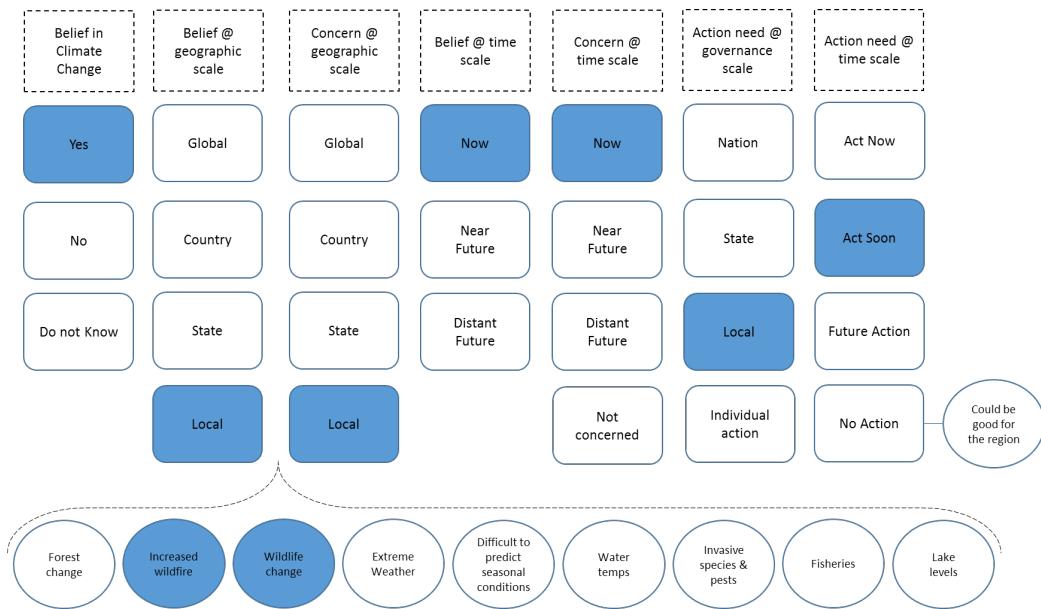 Belief in
Climate
Change
Belief @
geographic
scale
Concern @
geographic
scale
Belief @ time
scale
Concern @
time scale
Action need @
governance
scale
Action need @
time scale
Yes
Global
Global
Now
Now
Nation
Act Now
No
Country
Country
Near
Future
Near
Future
State
Act Soon
Do not Know
State
State
Distant
Future
Distant
Future
Local
Future Action
Local
Local
Not
concerned
Individual
action
No Action
Could be
good for
the region
Forest
change
Increased
wildfire
Wildlife
change
Extreme
Weather
Difficult to
predict
seasonal
conditions
Water
temps
Invasive
species &
pests
Fisheries
Lake
levels